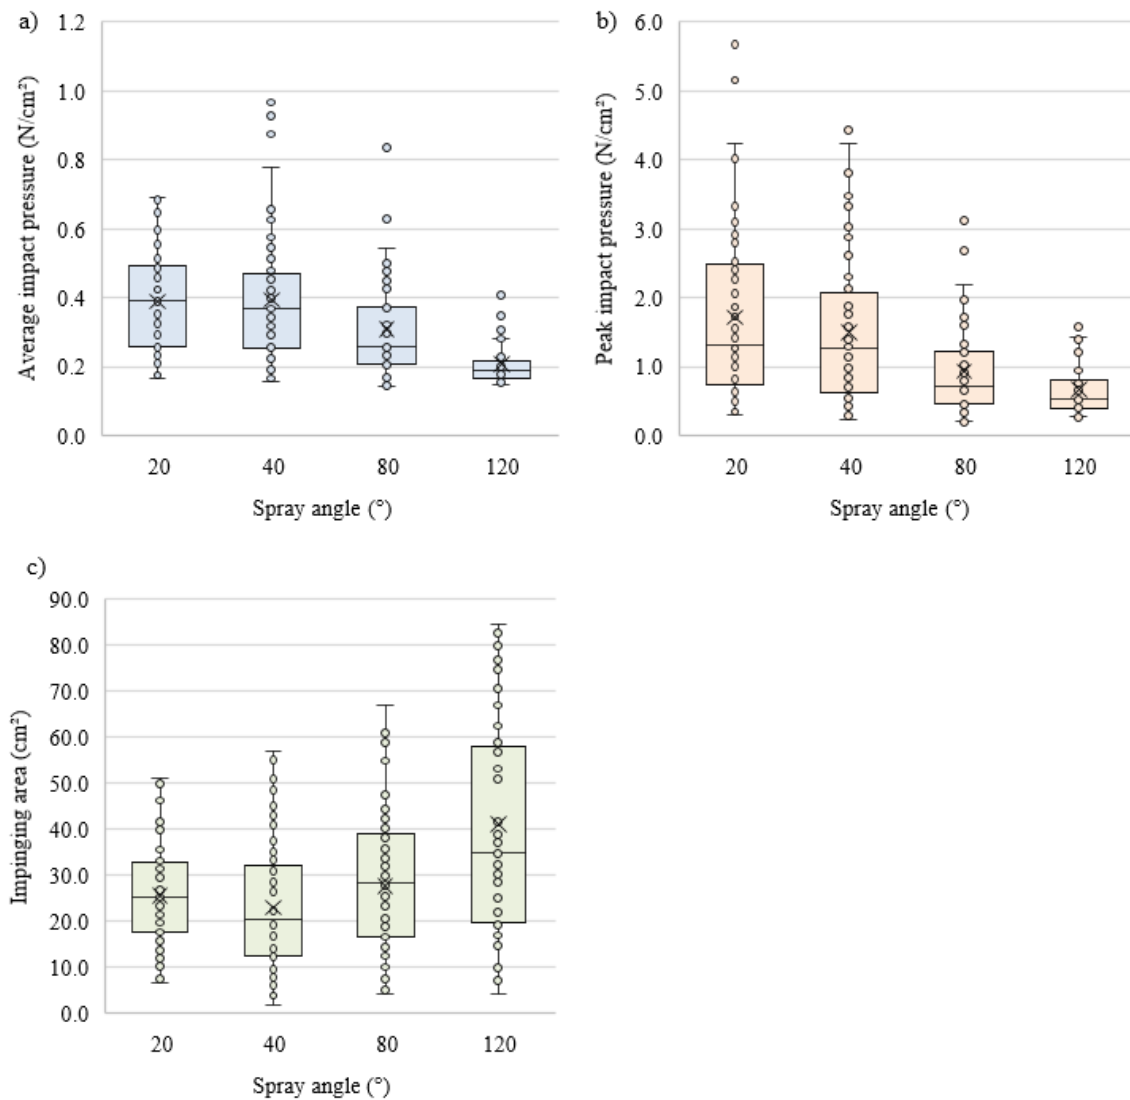 a)
Average impact pressure (N/cm²)
1.2
1.0
0.8
0.6
0.4
0.2
0.0
20 40 80 120
Spray angle (°)
b)
Peak impact pressure (N/cm²)
6.0
5.0
4.0
3.0
2.0
1.0
0.0
20 40 80 120
Spray angle (°)
c)
Impinging area (cm²)
90.0
80.0
70.0
60.0
50.0
40.0
30.0
20.0
10.0
0.0
20 40 80 120
Spray angle (°)